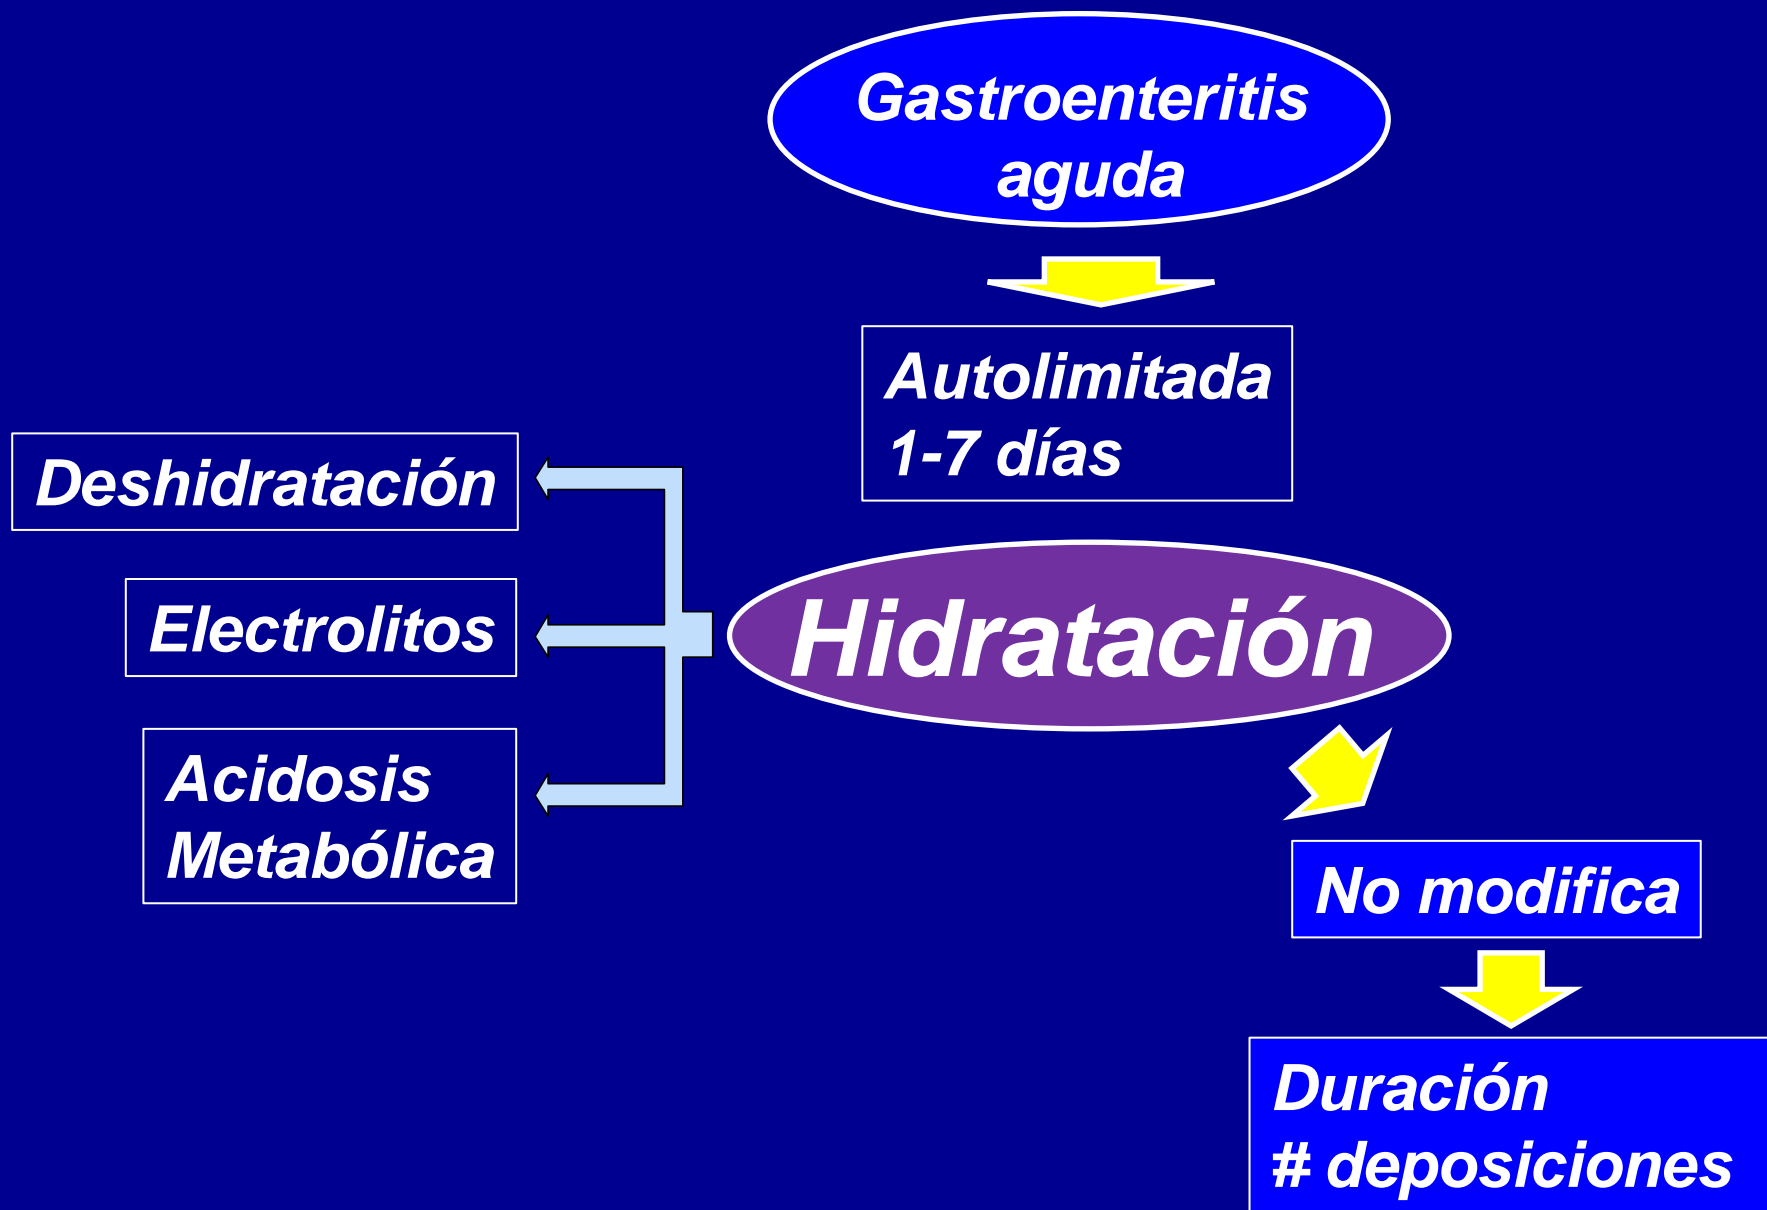 Gastroenteritis
aguda
Autolimitada
1-7 días
Deshidratación
Electrolitos
Acidosis
Metabólica
Hidratación
No modifica
Duración
# deposiciones